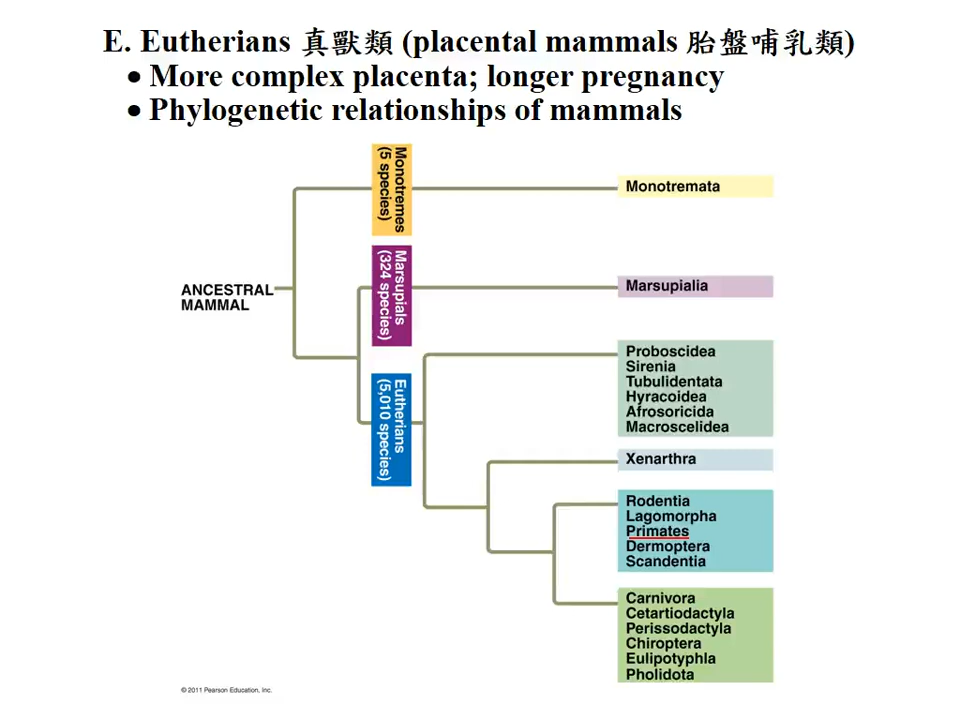 E. Eutherians 真獸類 (placental mammals 胎盤哺乳類)
• More complex placenta; longer pregnancy
• Phylogenetic relationships of mammals
Monotremes
(5 species)
Monotremata
Marsupials
(324 species)
Marsupialia
ANCESTRAL
MAMMAL
Eutherians
(5,010 species)
Proboscidea
Sirenia
Tubulidentata
Hyracoidea
Afrosoricida
Macroscelidea
Xenarthra
Rodentia
Lagomorpha
Primates
Dermoptera
Scandentia
Carnivora
Cetartiodactyla
Perissodactyla
Chiroptera
Eulipotyphla
Pholidota
© 2011 Pearson Education, Inc.